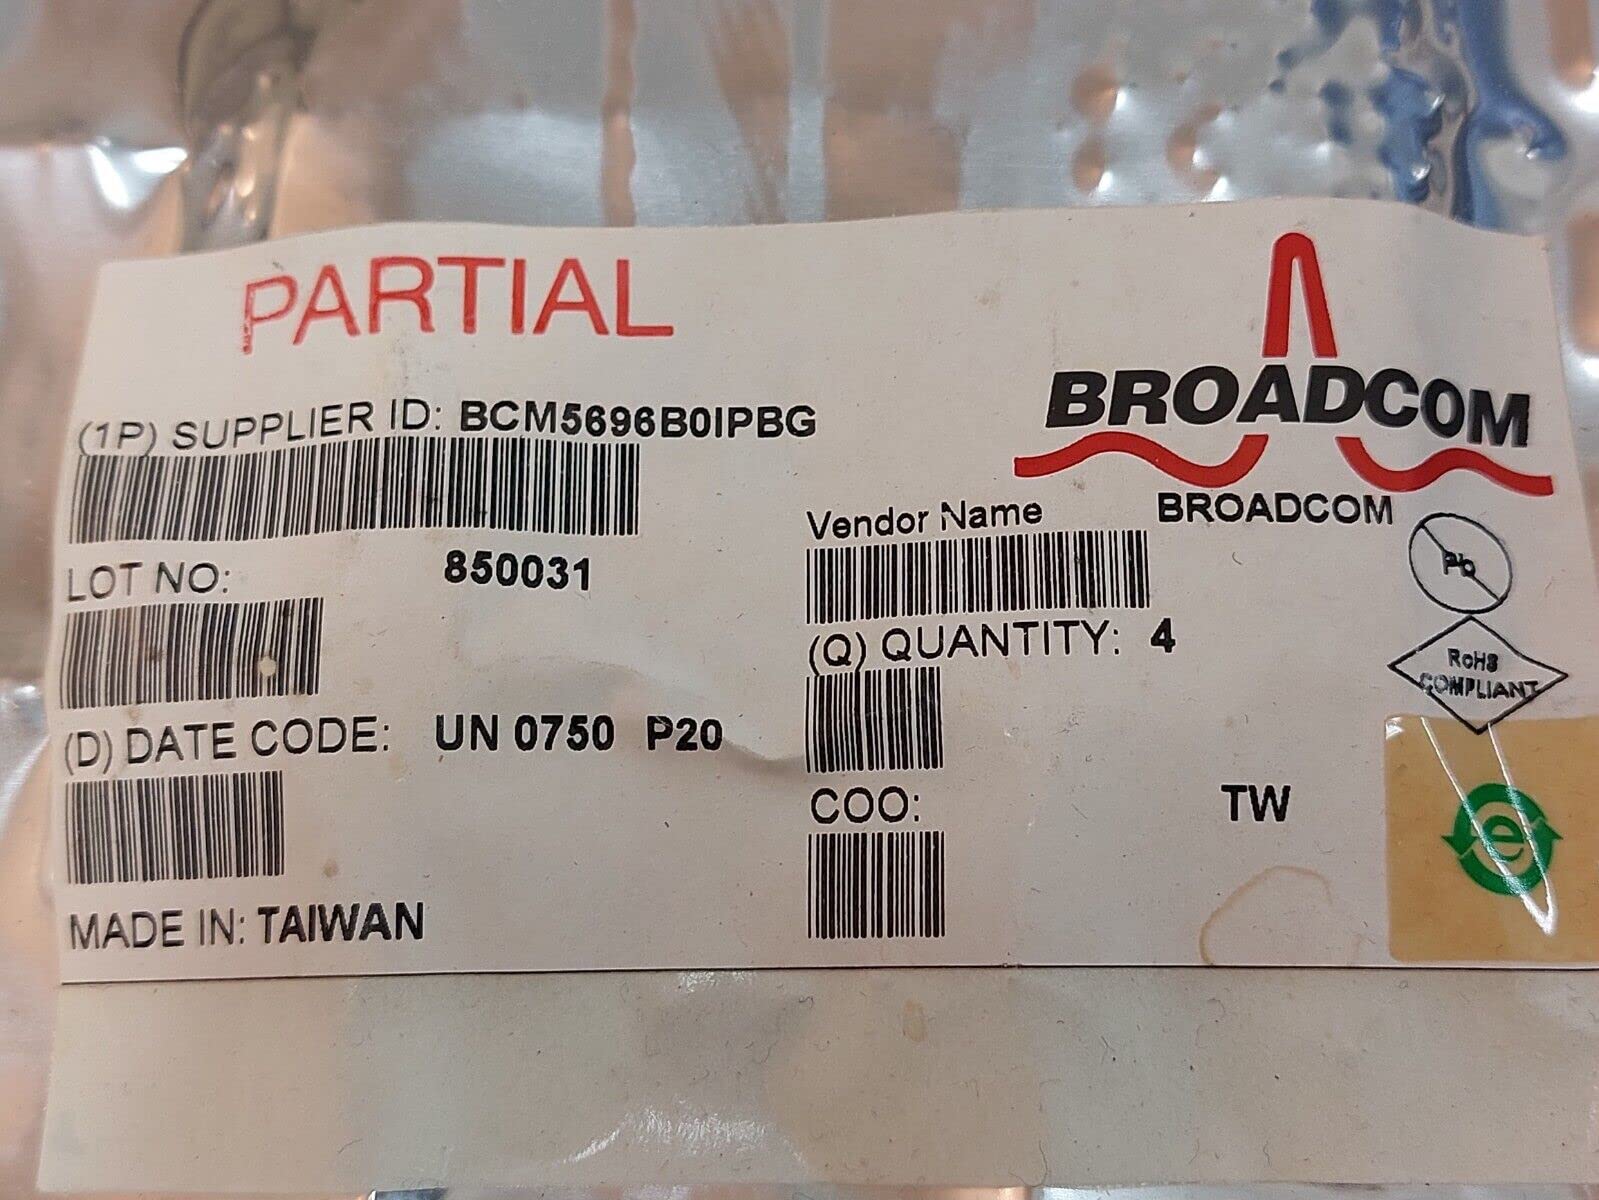 PARTIAL
BROADCOM
(1P) SUPPLIER ID: BCM5696B0IPBG
Vendor Name BROADCOM
Pb
LOT NO: 850031
(Q) QUANTITY: 4
RoHS
COMPLIANT
(D) DATE CODE: UN 0750 P20
COO: TW
e
MADE IN: TAIWAN